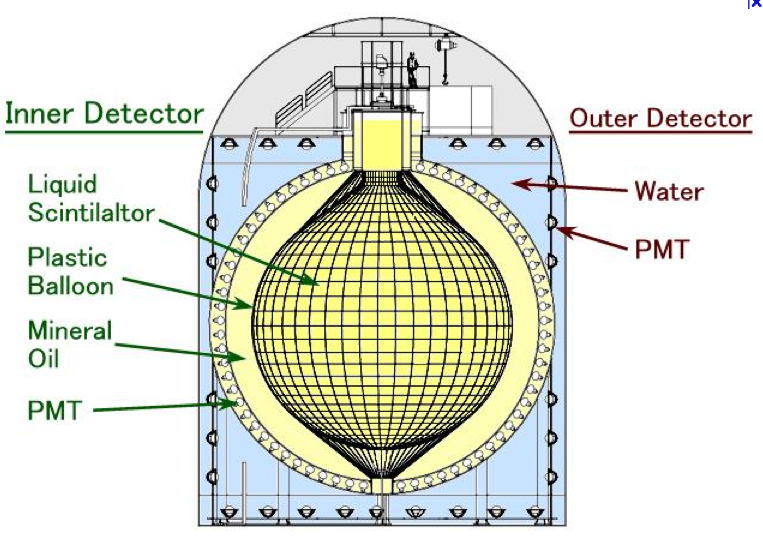 Inner Detector
Outer Detector
Liquid
Scintilaltor
Plastic
Balloon
Mineral
Oil
PMT
Water
PMT